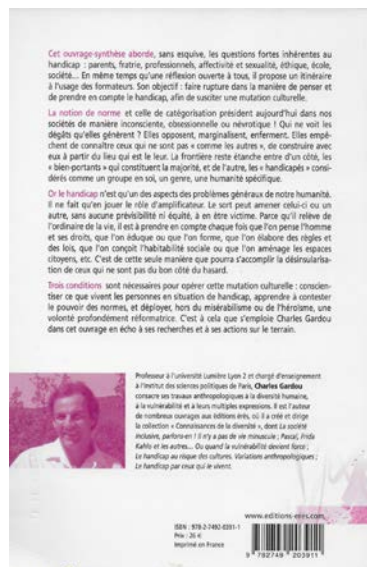 Cet ouvrage-synthèse aborde, sans esquive, les questions fortes inhérentes au
handicap : parents, fratrie, professionnels, affectivité et sexualité, éthique, école,
société... En même temps qu'une réflexion ouverte à tous, il propose un itinéraire
à l'usage des formateurs. Son objectif : faire rupture dans la manière de penser et
de prendre en compte le handicap, afin de susciter une mutation culturelle.
La notion de norme et celle de catégorisation président aujourd'hui dans nos
sociétés de manière inconsciente, obsessionnelle ou névrotique ! Qui ne voit les
dégâts qu'elles génèrent ? Elles opposent, marginalisent, enferment. Elles empê-
chent de connaître ceux qui ne sont pas « comme les autres », de construire avec
eux à partir du lieu qui est le leur. La frontière reste étanche entre d'un côté, les
« bien-portants » qui constituent la majorité, et de l'autre, les « handicapés » consi-
dérés comme un groupe en soi, un genre, une humanité spécifique.
Or le handicap n'est qu'un des aspects des problèmes généraux de notre humanité.
Il ne fait qu'en jouer le rôle d'amplificateur. Le sort peut amener celui-ci ou un
autre, sans aucune prévisibilité ni équité, à en être victime. Parce qu'il relève de
l'ordinaire de la vie, il est à prendre en compte chaque fois que l'on pense l'homme
et ses droits, que l'on éduque ou que l'on forme, que l'on élabore des règles et
des lois, que l'on conçoit l'habitabilité sociale ou que l'on aménage les espaces
citoyens, etc. C'est de cette seule manière que pourra s'accomplir la désinsularisa-
tion de ceux qui ne sont pas du bon côté du hasard.
Trois conditions sont nécessaires pour opérer cette mutation culturelle : conscien-
tiser ce que vivent les personnes en situation de handicap, apprendre à contester
le pouvoir des normes, et déployer, hors du misérabilisme ou de l'héroïsme, une
volonté profondément réformatrice. C'est à cela que s'emploie Charles Gardou
dans cet ouvrage en écho à ses recherches et à ses actions sur le terrain.
Professeur à l'université Lumière Lyon 2 et chargé d'enseignement
à l'Institut des sciences politiques de Paris, Charles Gardou
consacre ses travaux anthropologiques à la diversité humaine,
à la vulnérabilité et à leurs multiples expressions. Il est l'auteur
de nombreux ouvrages aux éditions érès, où il a créé et dirige
la collection « Connaissances de la diversité », dont La société
inclusive, parlons-en ! Il n'y a pas de vie minuscule ; Pascal, Frida
Kahlo et les autres... Ou quand la vulnérabilité devient force ;
Le handicap au risque des cultures. Variations anthropologiques ;
Le handicap par ceux qui le vivent.
www.editions-eres.com
ISBN : 978-2-7492-0391-1
Prix : 26 €
Imprimé en France
9 782749 203911